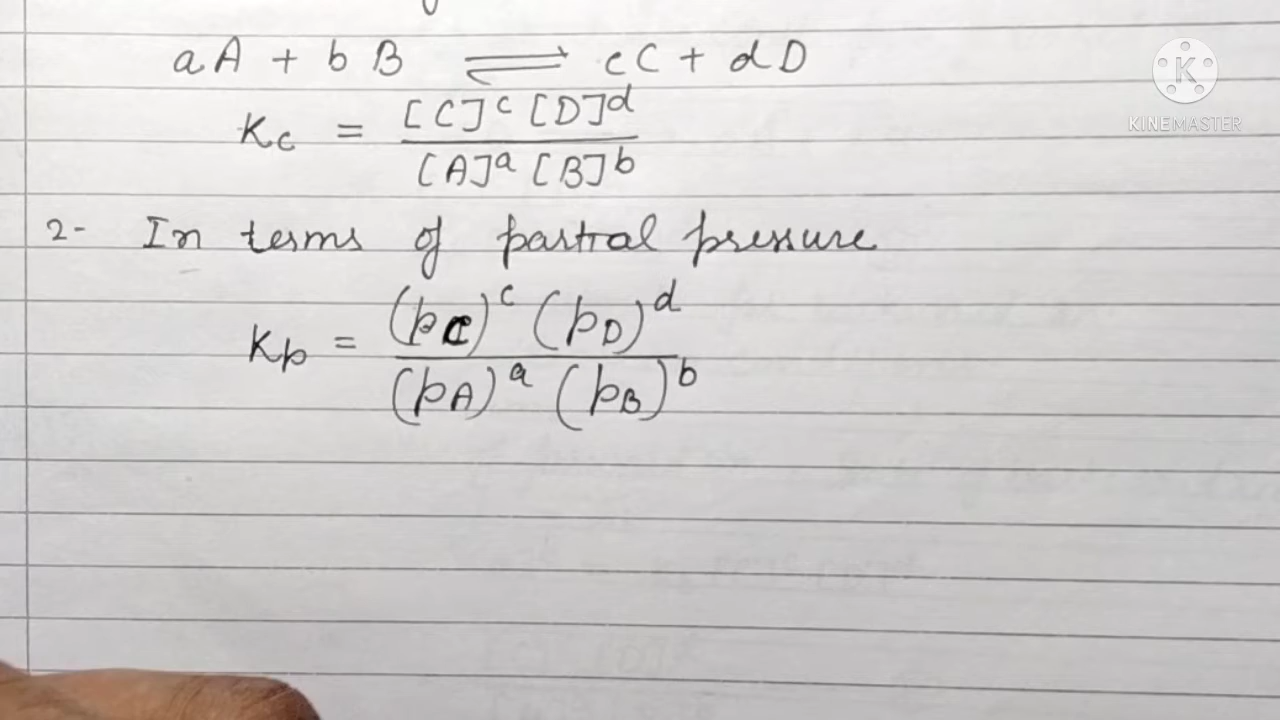 aA + bB ⇌ cC + dD
K
KINEMASTER
Kc = [C]^c [D]^d / [A]^a [B]^b
2- In terms of partial pressure
Kp = (pC)^c (pD)^d / (pA)^a (pB)^b